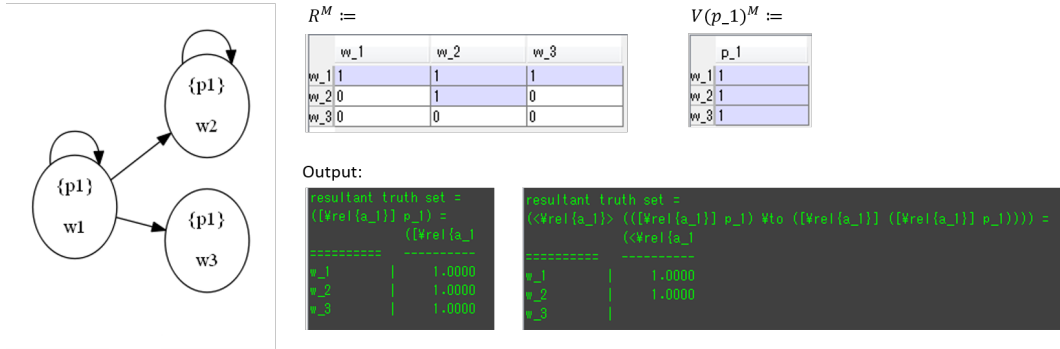 {p1}
w2
{p1}
w1
{p1}
w3
R^M :=
w_1 w_2 w_3
w_1 1 1 1
w_2 0 1 0
w_3 0 0 0
V(p_1)^M :=
p_1
w_1 1
w_2 1
w_3 1
Output:
resultant truth set =
([¥rel{a_1}] p_1) =
([¥rel{a_1
========== ----------
w_1 | 1.0000
w_2 | 1.0000
w_3 | 1.0000
resultant truth set =
(<¥rel{a_1}> (([¥rel{a_1}] p_1) ¥to ([¥rel{a_1}] ([¥rel{a_1}] p_1)))) =
(<¥rel{a_1
========== ----------
w_1 | 1.0000
w_2 | 1.0000
w_3 |